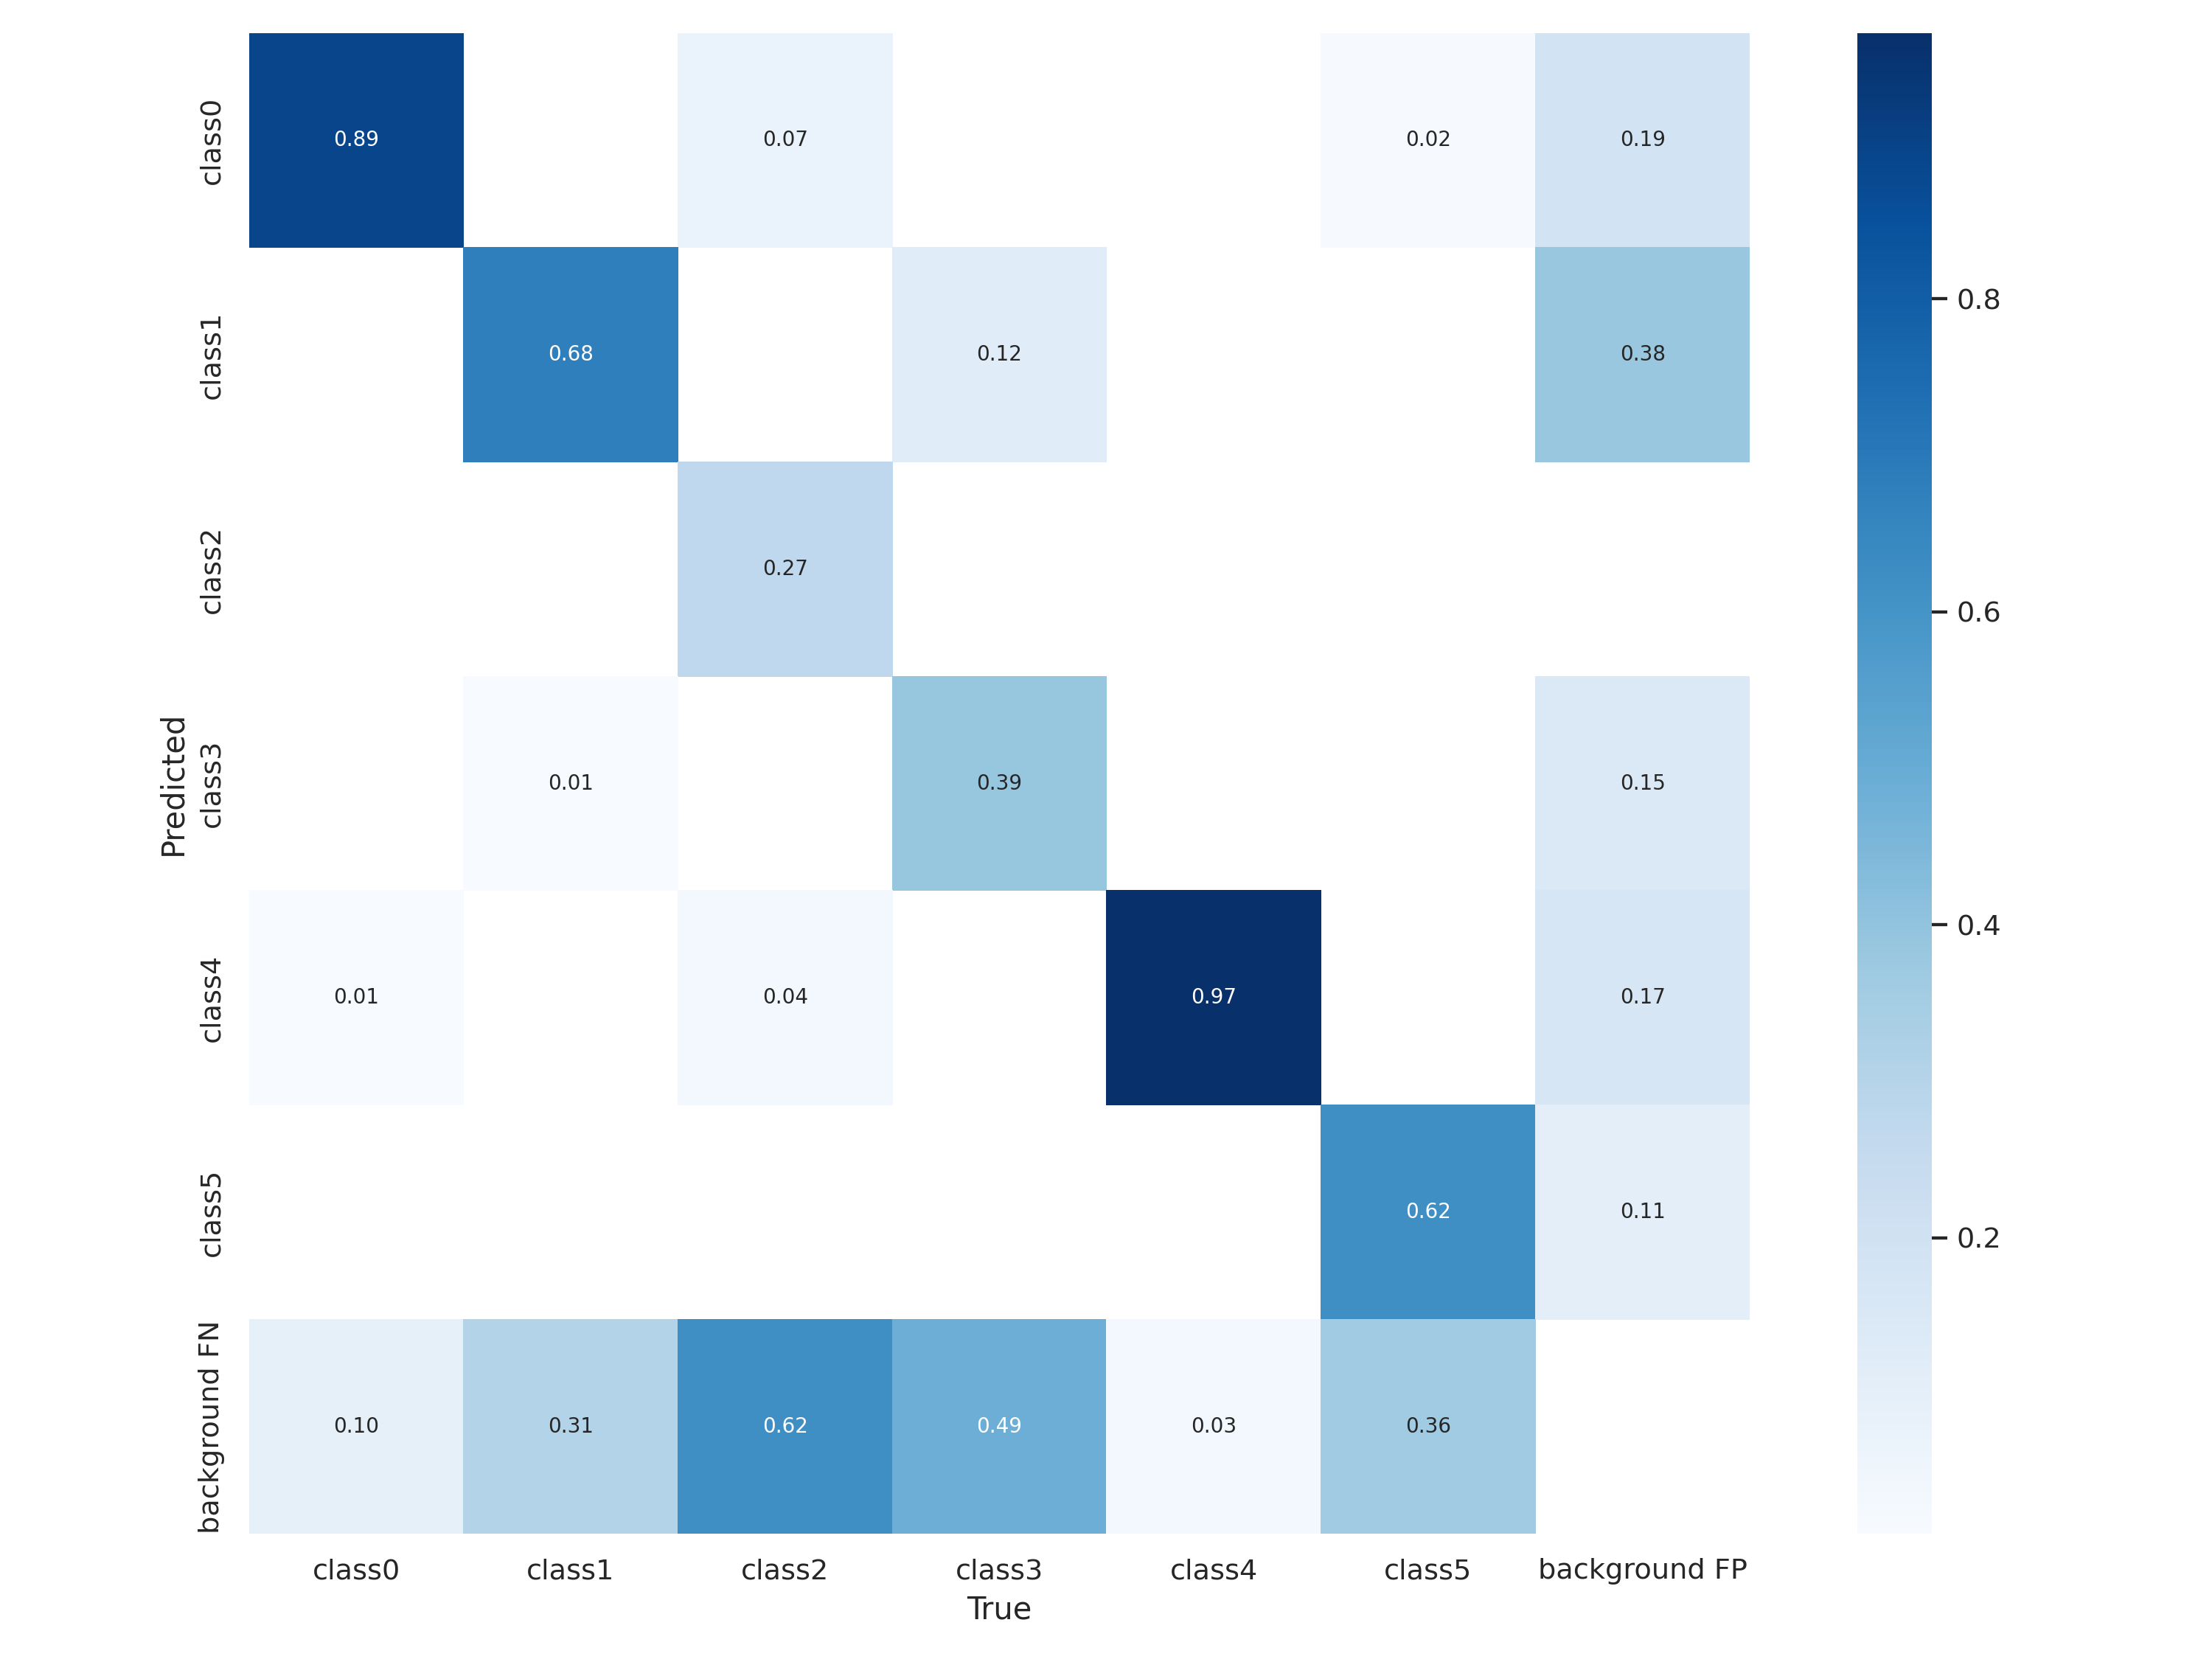 class0 0.89 0.07 0.02 0.19
0.8
class1 0.68 0.12 0.38
class2 0.27
0.6
Predicted
class3 0.01 0.39 0.15
0.4
class4 0.01 0.04 0.97 0.17
class5 0.62 0.11
0.2
background FN 0.10 0.31 0.62 0.49 0.03 0.36
class0 class1 class2 class3 class4 class5 background FP
True